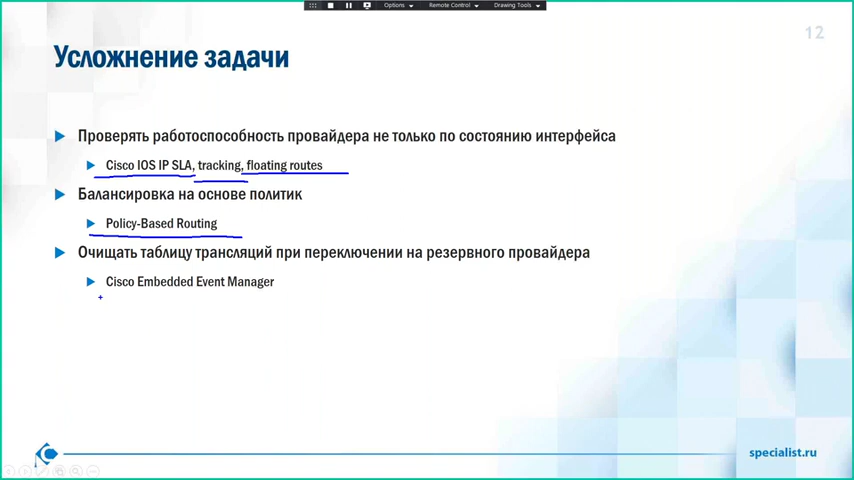 Options
Remote Control
Drawing Tools
12
Усложнение задачи
Проверять работоспособность провайдера не только по состоянию интерфейса
Cisco IOS IP SLA, tracking, floating routes
Балансировка на основе политик
Policy-Based Routing
Очищать таблицу трансляций при переключении на резервного провайдера
Cisco Embedded Event Manager
specialist.ru